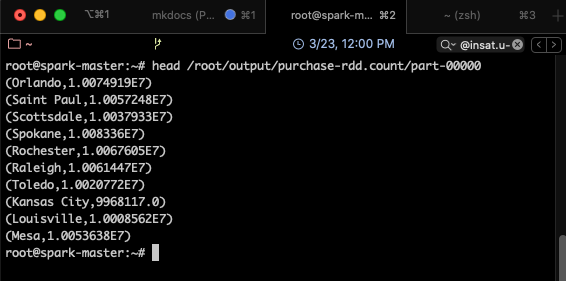 ⌥⌘1
mkdocs (P... ⌘1
root@spark-m... ⌘2
~ (zsh) ⌘3
~
3/23, 12:00 PM
@insat.u-
root@spark-master:~# head /root/output/purchase-rdd.count/part-00000
(Orlando,1.0074919E7)
(Saint Paul,1.0057248E7)
(Scottsdale,1.0037933E7)
(Spokane,1.008336E7)
(Rochester,1.0067605E7)
(Raleigh,1.0061447E7)
(Toledo,1.0020772E7)
(Kansas City,9968117.0)
(Louisville,1.0008562E7)
(Mesa,1.0053638E7)
root@spark-master:~#